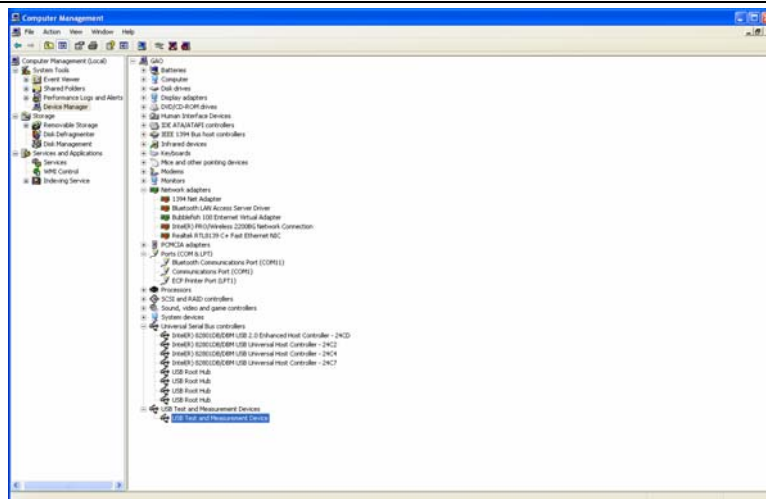 Computer Management
File Action View Window Help
Computer Management (Local)
System Tools
Event Viewer
Shared Folders
Performance Logs and Alerts
Device Manager
Storage
Removable Storage
Disk Defragmenter
Disk Management
Services and Applications
Services
WMI Control
Indexing Service
GAO
Batteries
Computer
Disk drives
Display adapters
DVD/CD-ROM drives
Human Interface Devices
IDE ATA/ATAPI controllers
IEEE 1394 Bus host controllers
Infrared devices
Keyboards
Mice and other pointing devices
Modems
Monitors
Network adapters
1394 Net Adapter
Bluetooth LAN Access Server Driver
Bubblefish 100 Ethernet Virtual Adapter
Intel(R) PRO/Wireless 2200BG Network Connection
Realtek RTL8139 C+ Fast Ethernet NIC
PCMCIA adapters
Ports (COM & LPT)
Bluetooth Communications Port (COM11)
Communications Port (COM1)
ECP Printer Port (LPT1)
Processors
SCSI and RAID controllers
Sound, video and game controllers
System devices
Universal Serial Bus controllers
Intel(R) 82801DB/DBM USB 2.0 Enhanced Host Controller - 24CD
Intel(R) 82801DB/DBM USB Universal Host Controller - 24C2
Intel(R) 82801DB/DBM USB Universal Host Controller - 24C4
Intel(R) 82801DB/DBM USB Universal Host Controller - 24C7
USB Root Hub
USB Root Hub
USB Root Hub
USB Root Hub
USB Test and Measurement Devices
USB Test and Measurement Device